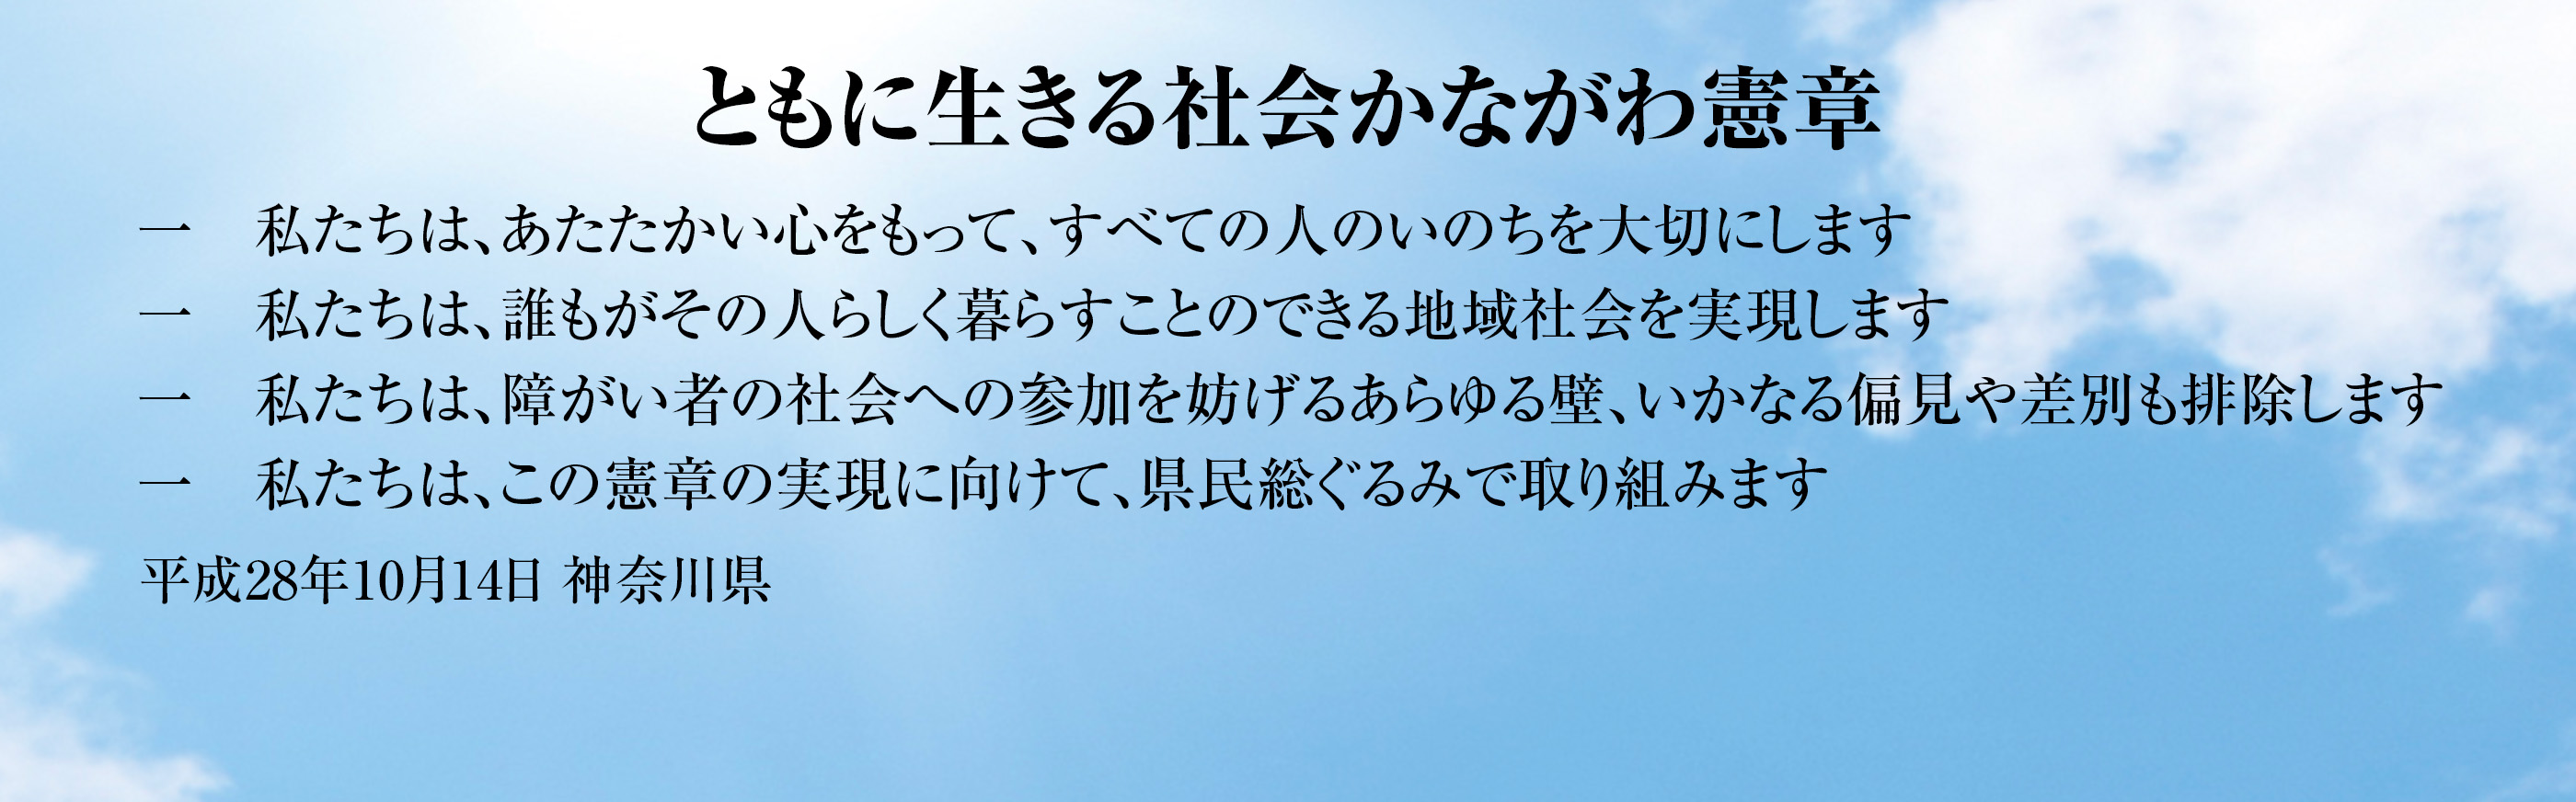 ともに生きる社会かながわ憲章
一　私たちは、あたたかい心をもって、すべての人のいのちを大切にします
一　私たちは、誰もがその人らしく暮らすことのできる地域社会を実現します
一　私たちは、障がい者の社会への参加を妨げるあらゆる壁、いかなる偏見や差別も排除します
一　私たちは、この憲章の実現に向けて、県民総ぐるみで取り組みます
平成28年10月14日 神奈川県